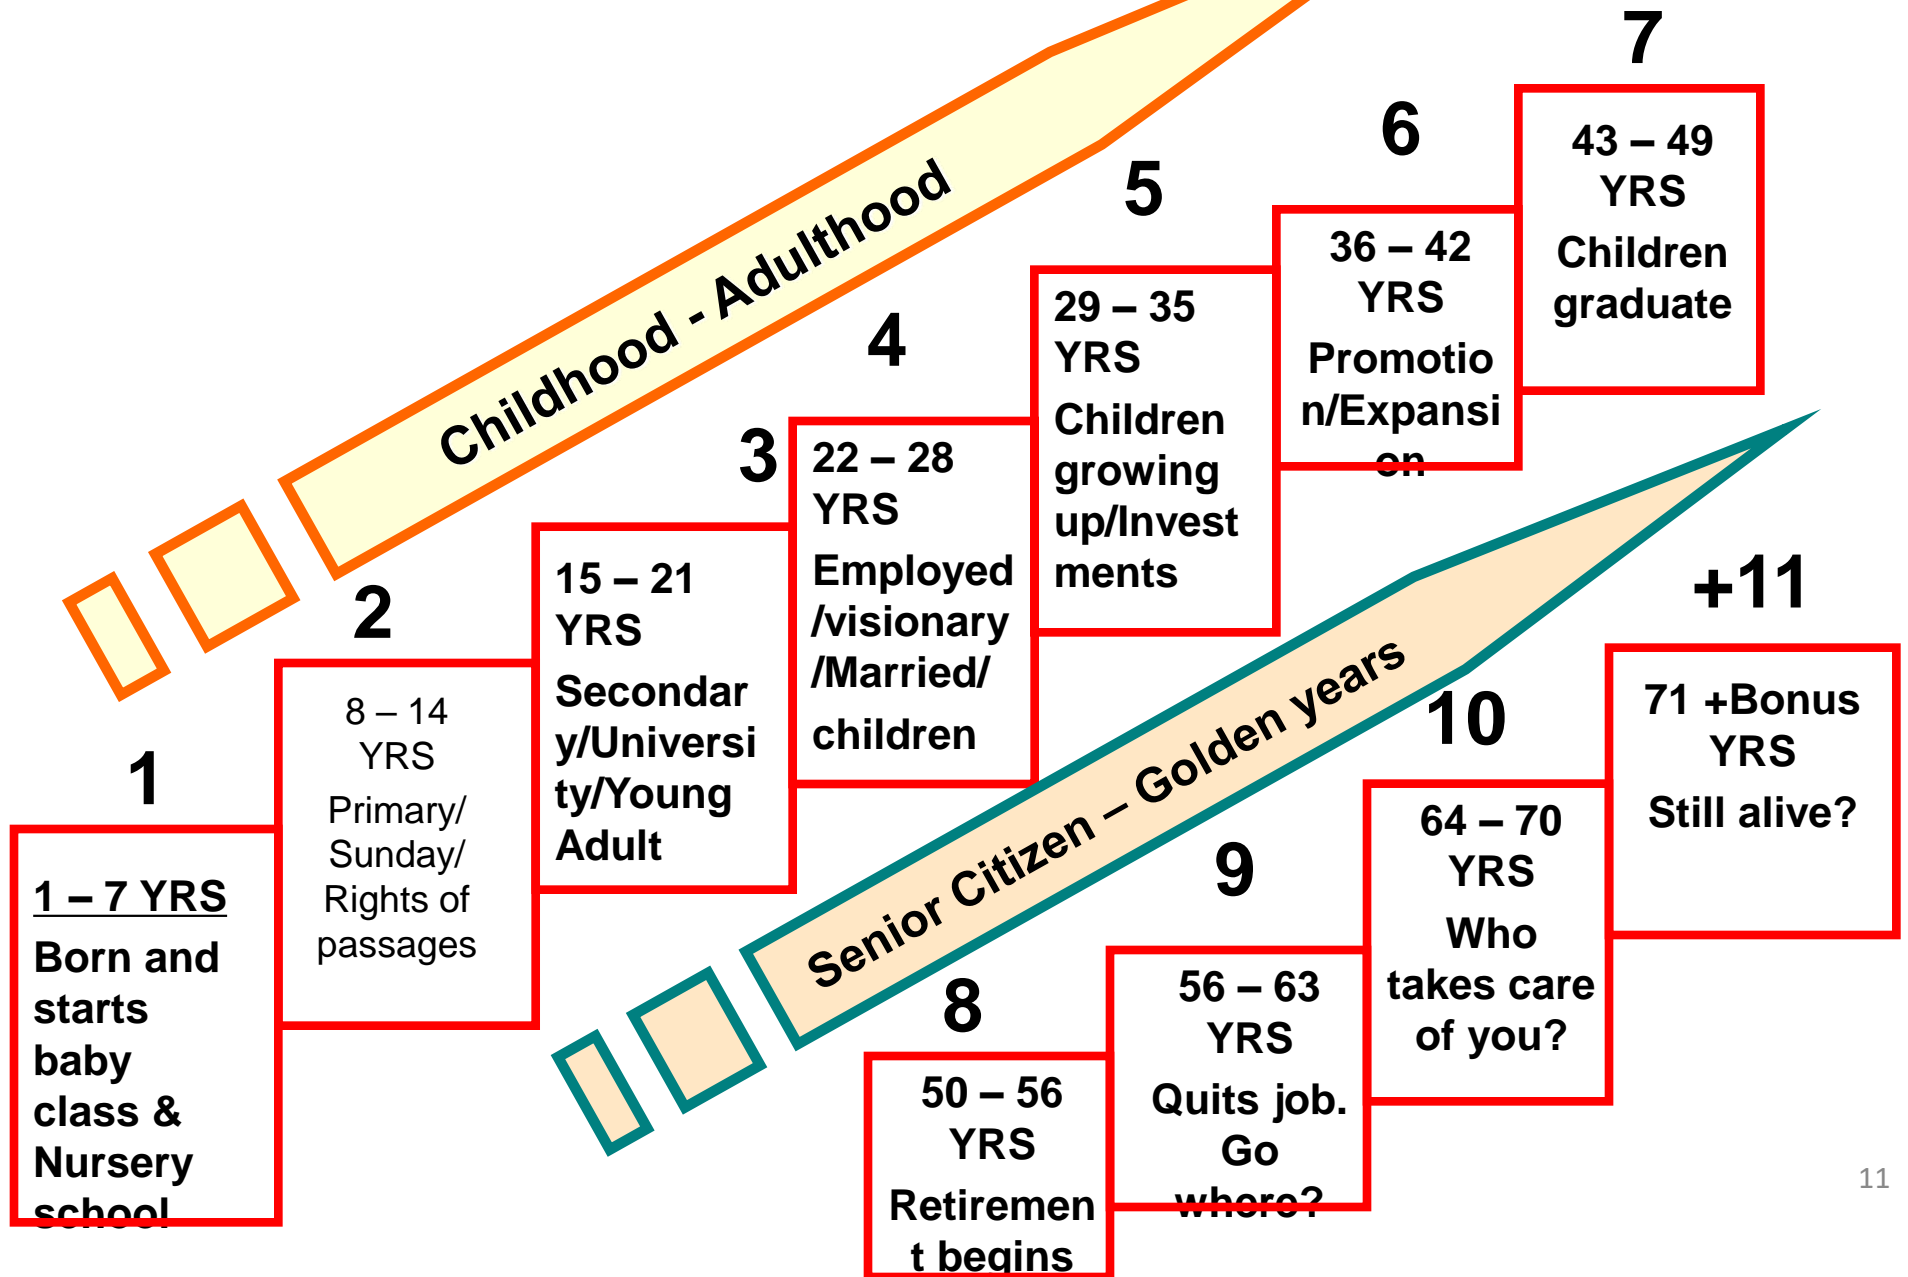 Childhood - Adulthood
1
1 – 7 YRS
Born and
starts
baby
class &
Nursery
school
2
8 – 14
YRS
Primary/
Sunday/
Rights of
passages
3
15 – 21
YRS
Secondar
y/Universi
ty/Young
Adult
4
22 – 28
YRS
Employed
/visionary
/Married/
children
5
29 – 35
YRS
Children
growing
up/Invest
ments
6
36 – 42
YRS
Promotio
n/Expansi
on
7
43 – 49
YRS
Children
graduate
Senior Citizen – Golden years
8
50 – 56
YRS
Retiremen
t begins
9
56 – 63
YRS
Quits job.
Go
where?
10
64 – 70
YRS
Who
takes care
of you?
+11
71 +Bonus
YRS
Still alive?
11